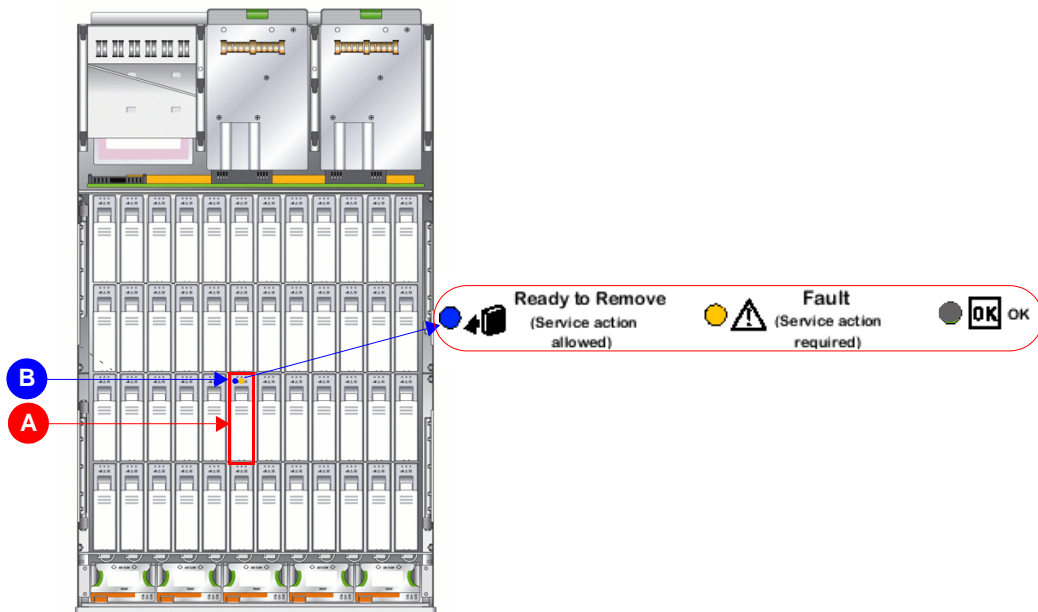 Ready to Remove
(Service action
allowed)
Fault
(Service action
required)
OK OK
B
A